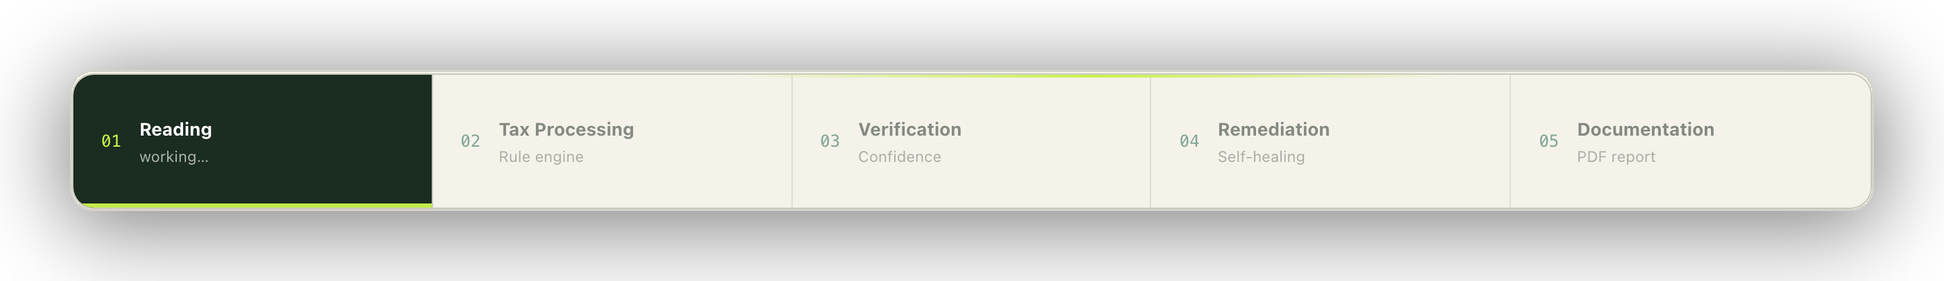 01
Reading
working...
02
Tax Processing
Rule engine
03
Verification
Confidence
04
Remediation
Self-healing
05
Documentation
PDF report